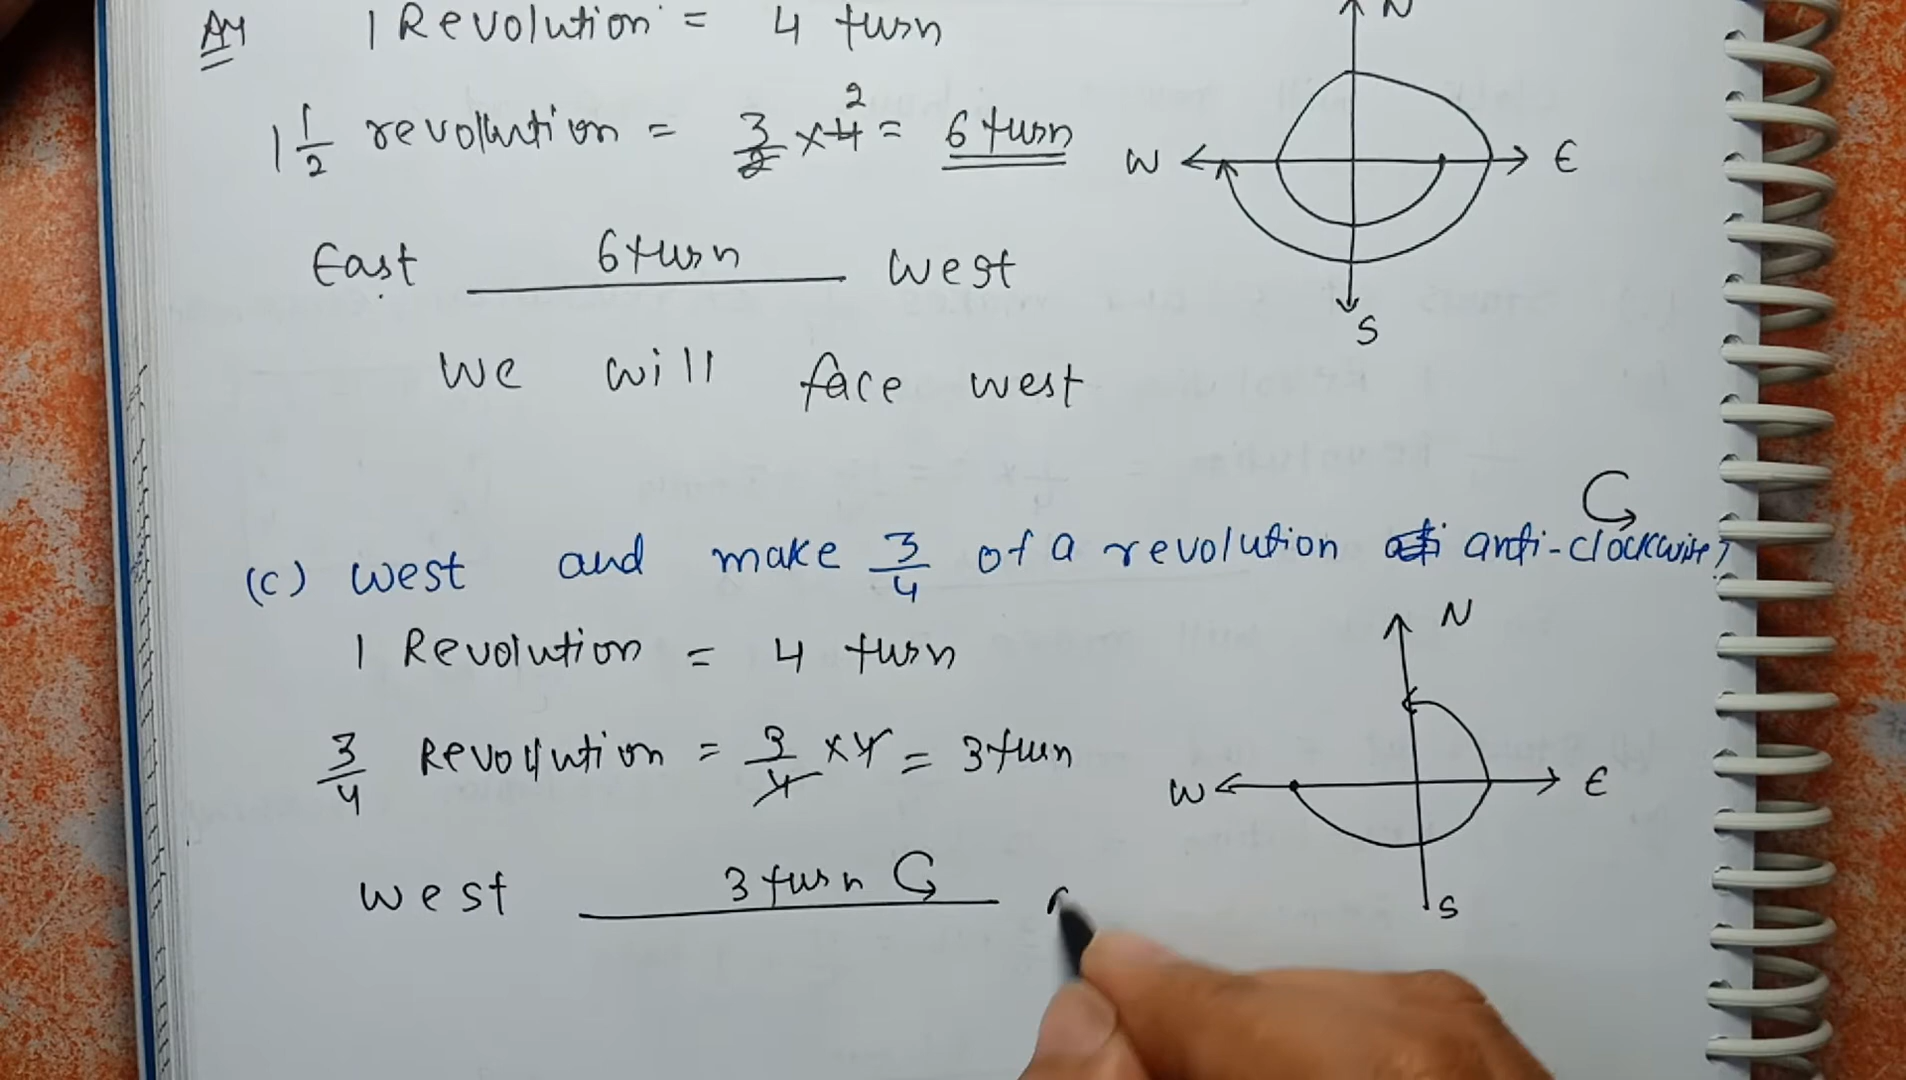 Ans 1 Revolution = 4 turn
1 1/2 revollution = 3/2 x 4 2 = 6 turn
East 6 turn west
we will face west
N
W E
S
(c) west and make 3/4 of a revolution anti-clockwise?
1 Revolution = 4 turn
3/4 Revolution = 3/4 x 4 = 3 turn
west 3 turn
N
W E
S